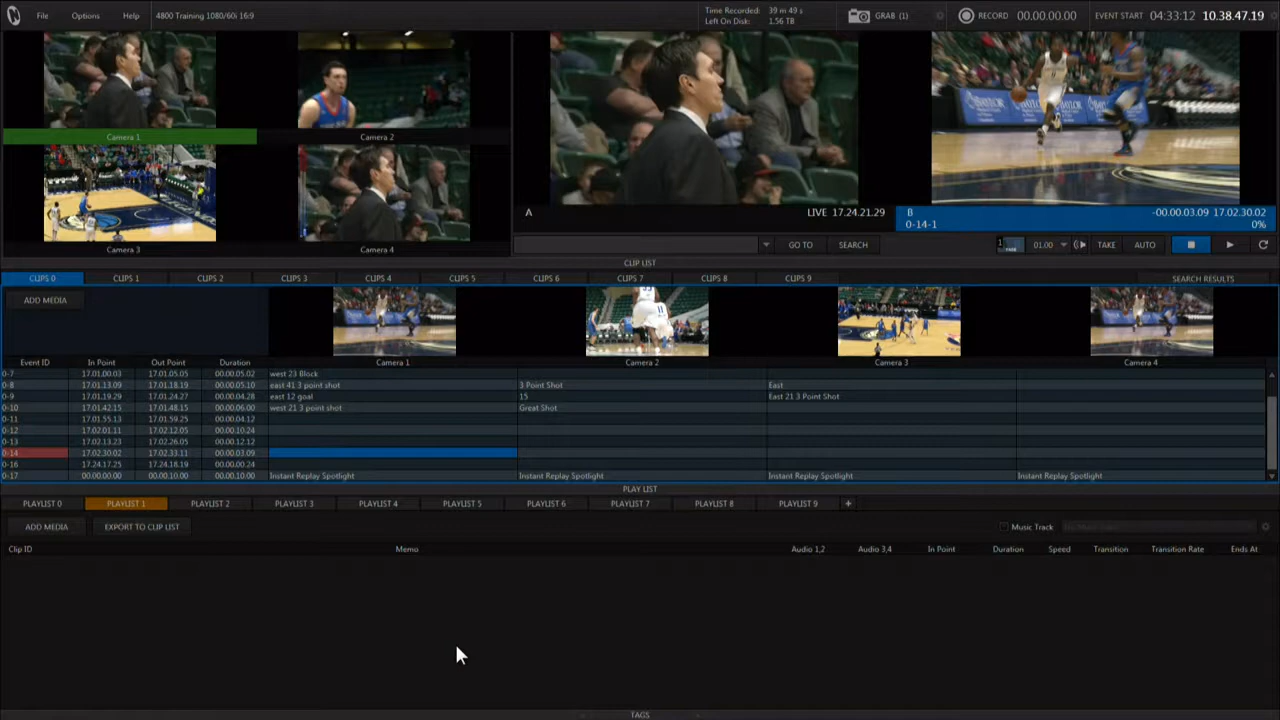 File Options Help 4800 Training 1080/60i 16:9
Time Recorded: 39 m 49 s
Left On Disk: 1.56 TB
GRAB (1) RECORD 00.00.00.00 EVENT START 04:33:12 10.38.47.19
Camera 1 Camera 2
Camera 3 Camera 4
A LIVE 17.24.21.29
B -00.00.03.09 17.02.30.02
0-14-1 0%
GO TO SEARCH 01.00 TAKE AUTO
CLIP LIST
CLIPS 0 CLIPS 1 CLIPS 2 CLIPS 3 CLIPS 4 CLIPS 5 CLIPS 6 CLIPS 7 CLIPS 8 CLIPS 9 SEARCH RESULTS
ADD MEDIA
Event ID In Point Out Point Duration Camera 1 Camera 2 Camera 3 Camera 4
0-7 17.01.00.03 17.01.05.05 00.00.05.02 west 23 Block
0-8 17.01.13.09 17.01.18.19 00.00.05.10 east 41 3 point shot 3 Point Shot East
0-9 17.01.19.29 17.01.24.27 00.00.04.28 east 12 goal 15 East 21 3 Point Shot
0-10 17.01.42.15 17.01.48.15 00.00.06.00 west 21 3 point shot Great Shot
0-11 17.01.55.13 17.01.59.25 00.00.04.12
0-12 17.02.01.11 17.02.12.05 00.00.10.24
0-13 17.02.13.23 17.02.26.05 00.00.12.12
0-14 17.02.30.02 17.02.33.11 00.00.03.09
0-16 17.24.17.25 17.24.18.19 00.00.00.24
0-17 00.00.00.00 00.00.10.00 00.00.10.00 Instant Replay Spotlight Instant Replay Spotlight Instant Replay Spotlight Instant Replay Spotlight
PLAY LIST
PLAYLIST 0 PLAYLIST 1 PLAYLIST 2 PLAYLIST 3 PLAYLIST 4 PLAYLIST 5 PLAYLIST 6 PLAYLIST 7 PLAYLIST 8 PLAYLIST 9 +
ADD MEDIA EXPORT TO CLIP LIST Music Track
Clip ID Memo Audio 1,2 Audio 3,4 In Point Duration Speed Transition Transition Rate Ends At
TAGS